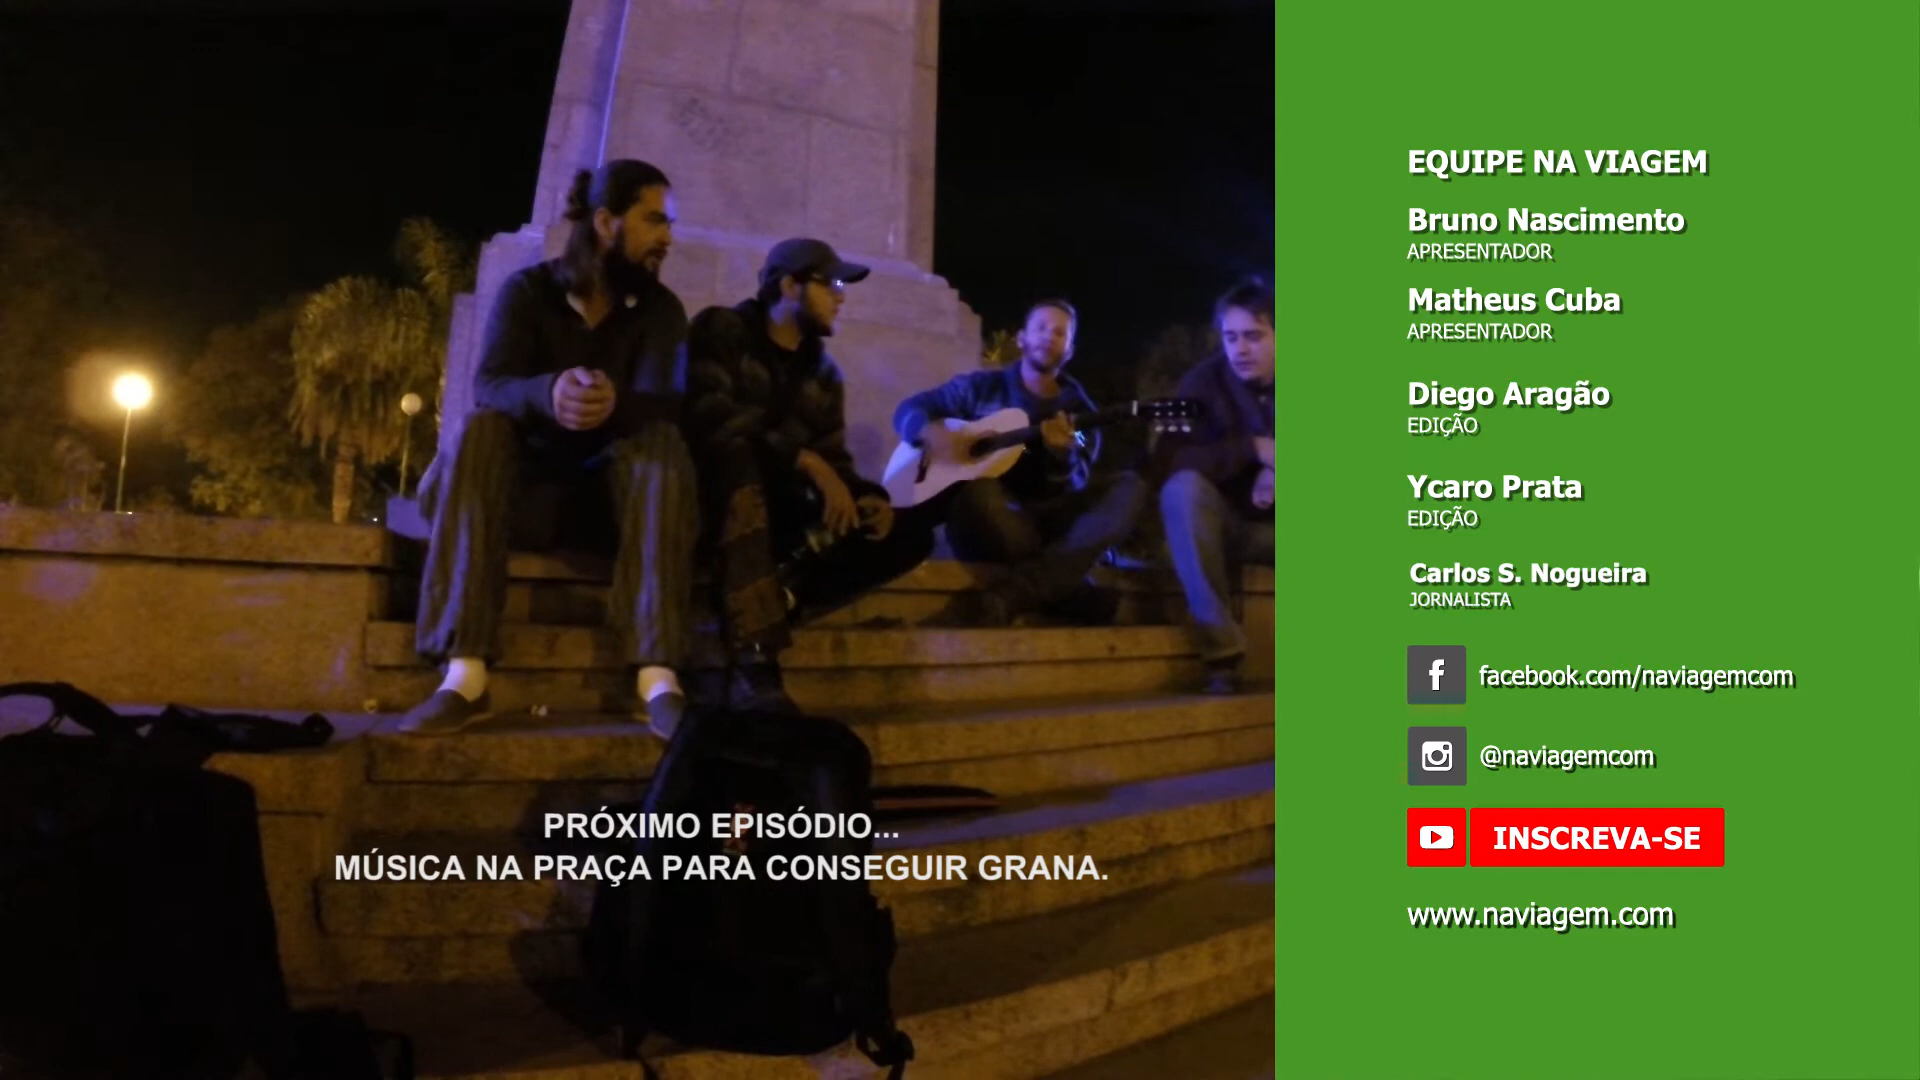 PRÓXIMO EPISÓDIO...
MÚSICA NA PRAÇA PARA CONSEGUIR GRANA.
EQUIPE NA VIAGEM
Bruno Nascimento
APRESENTADOR
Matheus Cuba
APRESENTADOR
Diego Aragão
EDIÇÃO
Ycaro Prata
EDIÇÃO
Carlos S. Nogueira
JORNALISTA
facebook.com/naviagemcom
@naviagemcom
INSCREVA-SE
www.naviagem.com